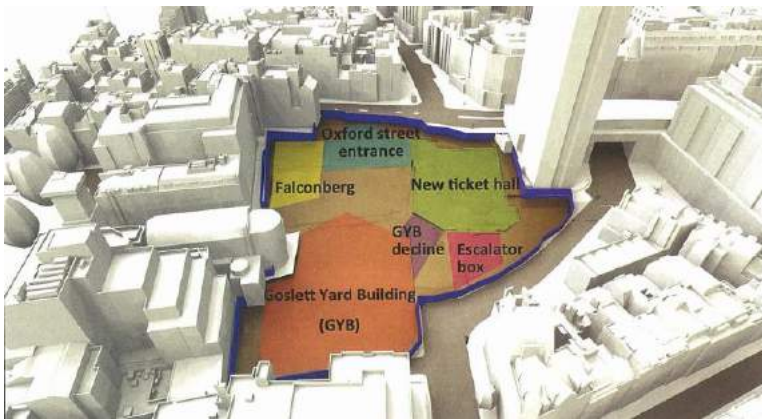 Oxford street
entrance
Falconberg
New ticket hall
GYB
decline
Escalator
box
Goslett Yard Building
(GYB)